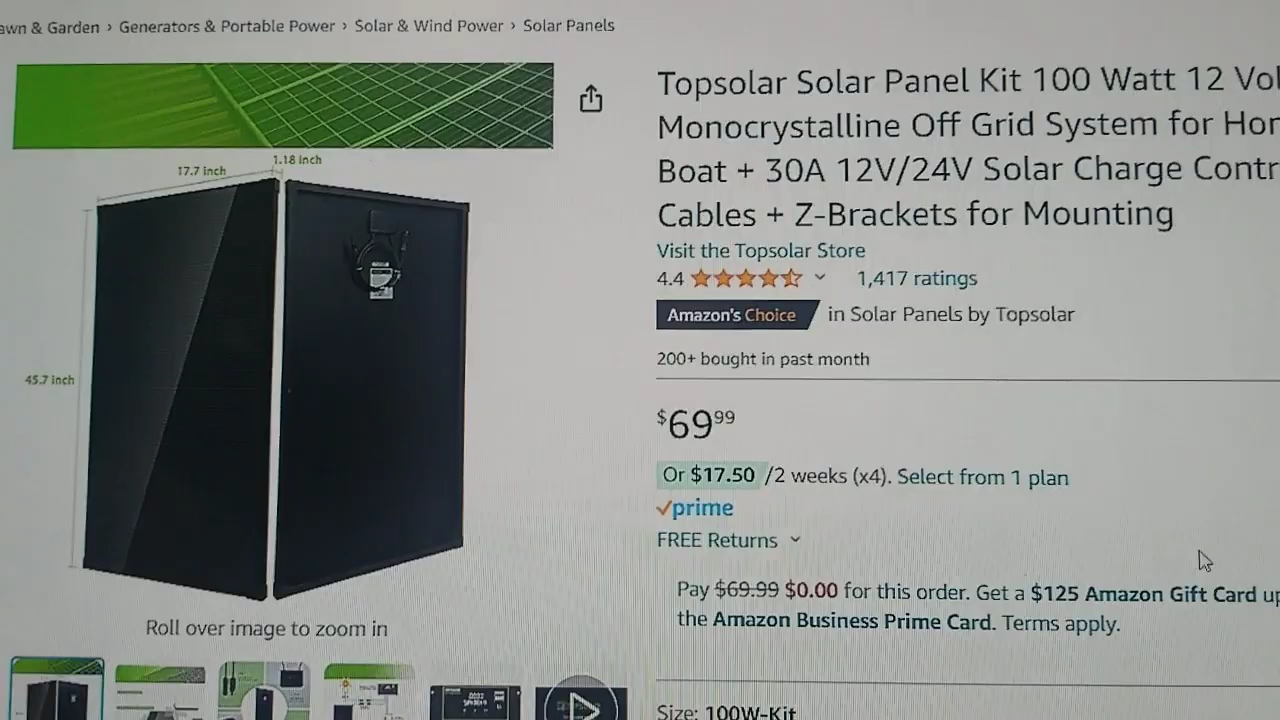 awn & Garden › Generators & Portable Power › Solar & Wind Power › Solar Panels
17.7 inch
1.18 inch
45.7 inch
Roll over image to zoom in
Topsolar Solar Panel Kit 100 Watt 12 Vol
Monocrystalline Off Grid System for Hom
Boat + 30A 12V/24V Solar Charge Contr
Cables + Z-Brackets for Mounting
Visit the Topsolar Store
4.4 1,417 ratings
Amazon's Choice in Solar Panels by Topsolar
200+ bought in past month
$69 99
Or $17.50 /2 weeks (x4). Select from 1 plan
prime
FREE Returns
Pay $69.99 $0.00 for this order. Get a $125 Amazon Gift Card up
the Amazon Business Prime Card. Terms apply.
Size: 100W-Kit